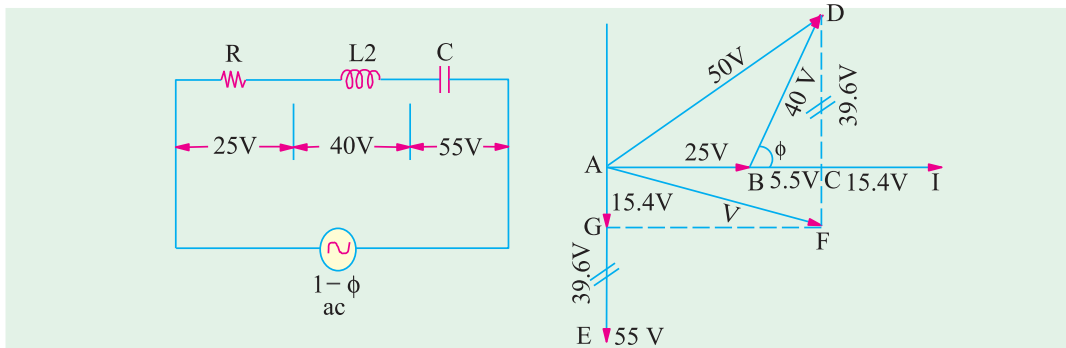 R
L2
C
25V
40V
55V
1– ϕ
ac
D
50V
40 V
39.6V
A
25V
ϕ
B
5.5V
C
15.4V
I
15.4V
V
G
F
39.6V
E
55 V